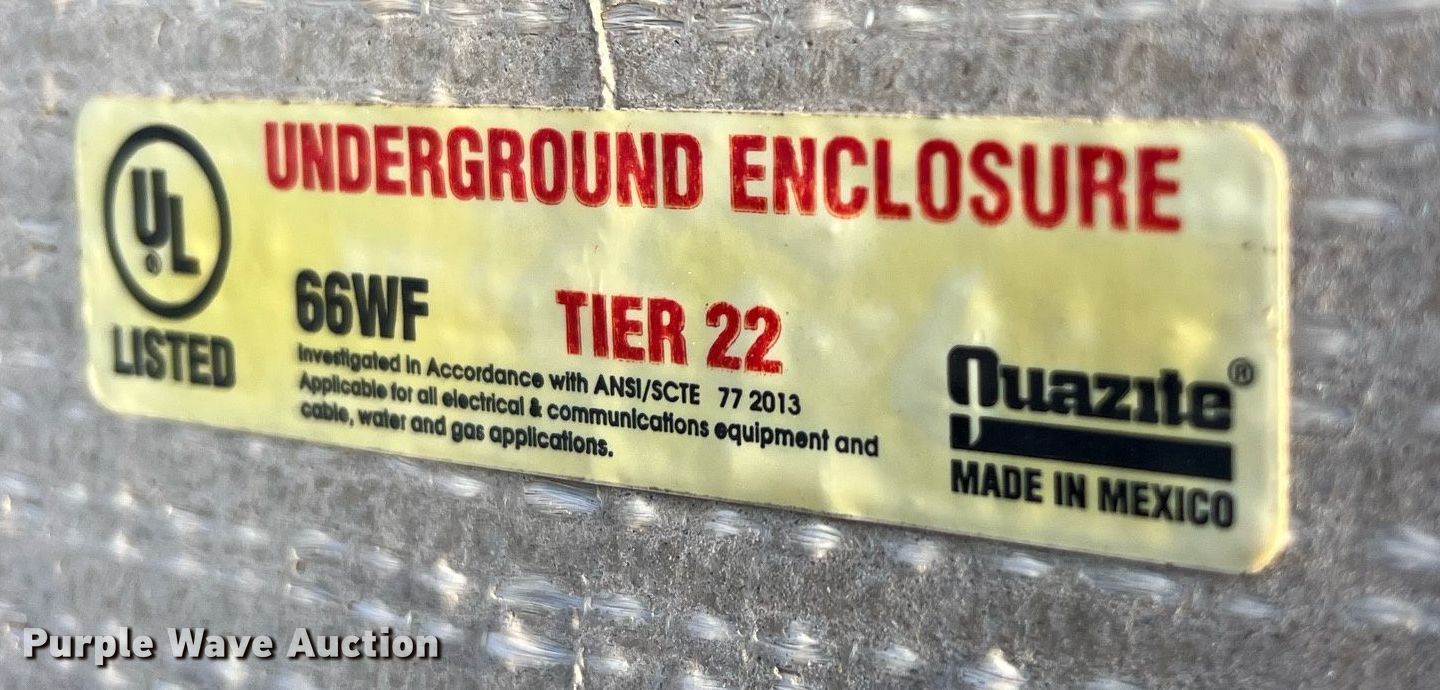 UNDERGROUND ENCLOSURE
UL®
LISTED
66WF
TIER 22
Investigated in Accordance with ANSI/SCTE 77 2013
Applicable for all electrical & communications equipment and
cable, water and gas applications.
Quazite®
MADE IN MEXICO
Purple Wave Auction